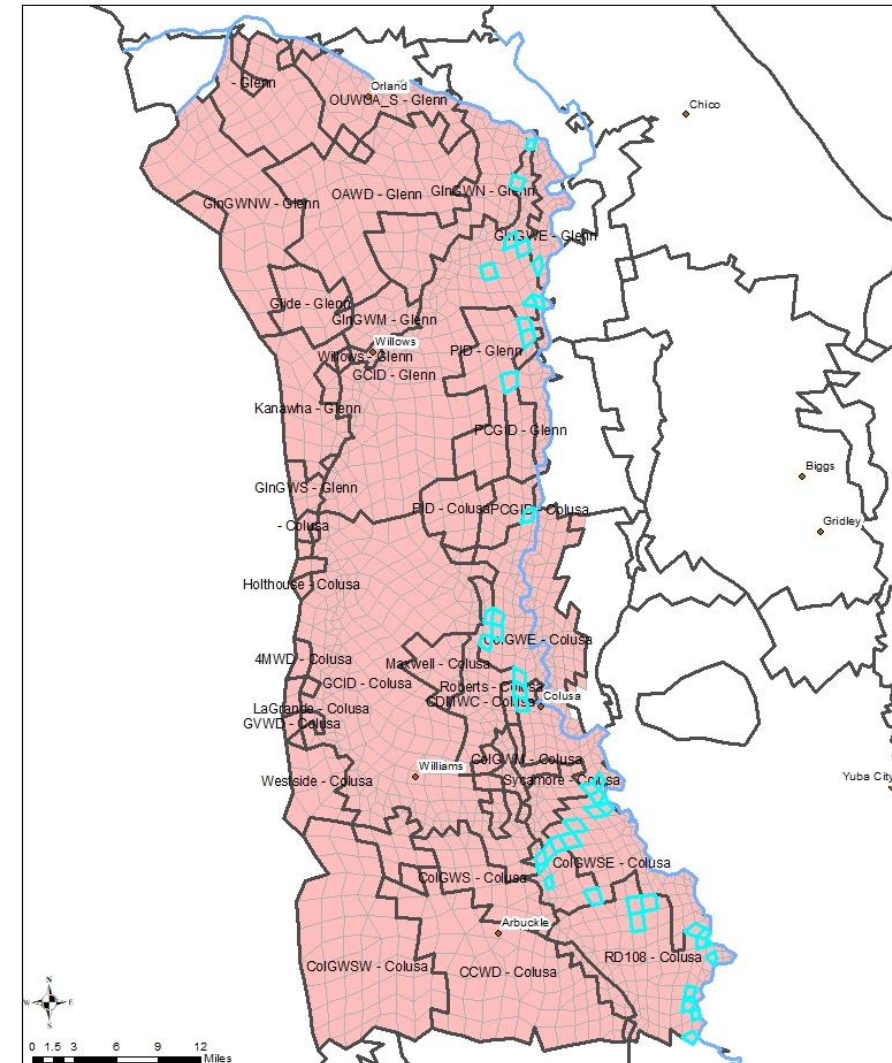 - Glenn
Orland
OUWUA_S - Glenn
Chico
GlnGWNW - Glenn
OAWD - Glenn
GlnGWN - Glenn
GlnGWE - Glenn
Glide - Glenn
GlnGWM - Glenn
Willows
Willows - Glenn
PID - Glenn
GCID - Glenn
Kanawha - Glenn
PCGID - Glenn
Biggs
GlnGWS - Glenn
PID - Colusa
PCGID - Colusa
- Colusa
Gridley
Holthouse - Colusa
ColGWE - Colusa
4MWD - Colusa
Maxwell - Colusa
GCID - Colusa
Roberts - Colusa
LaGrande - Colusa
CDMWC - Colusa
Colusa
GVWD - Colusa
ColGWM - Colusa
Williams
Westside - Colusa
Sycamore - Colusa
Yuba City
ColGWSE - Colusa
ColGWS - Colusa
Arbuckle
RD108 - Colusa
ColGWSW - Colusa
CCWD - Colusa
N
W E
S
0 1.5 3 6 9 12
Miles